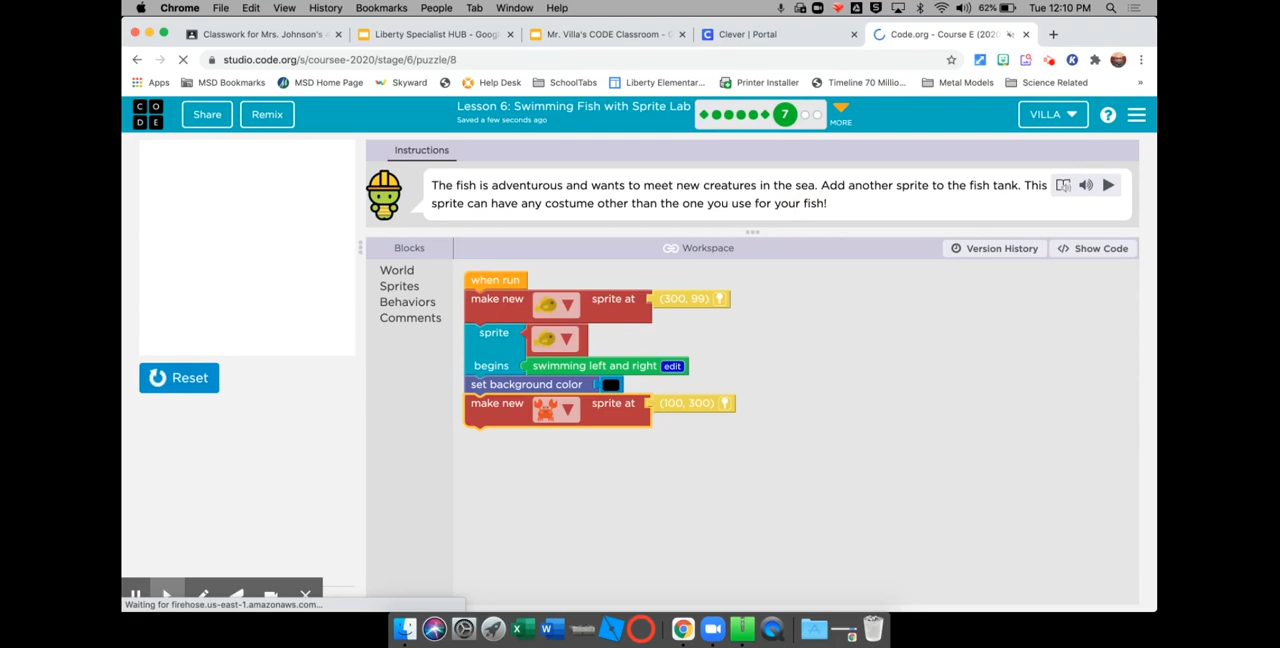 Chrome File Edit View History Bookmarks People Tab Window Help 62% Tue 12:10 PM
Classwork for Mrs. Johnson's Liberty Specialist HUB - Goog Mr. Villa's CODE Classroom - G Clever | Portal Code.org - Course E (2020
studio.code.org/s/coursee-2020/stage/6/puzzle/8
Apps MSD Bookmarks MSD Home Page Skyward Help Desk SchoolTabs Liberty Elementar... Printer Installer Timeline 70 Millio... Metal Models Science Related »
C O
D E
Share Remix
Lesson 6: Swimming Fish with Sprite Lab
Saved a few seconds ago
7
MORE
VILLA
?
Instructions
The fish is adventurous and wants to meet new creatures in the sea. Add another sprite to the fish tank. This
sprite can have any costume other than the one you use for your fish!
Blocks Workspace Version History </> Show Code
World
Sprites
Behaviors
Comments
when run
make new sprite at (300, 99)
sprite
begins swimming left and right edit
set background color
make new sprite at (100, 300)
Reset
Waiting for firehose.us-east-1.amazonaws.com...